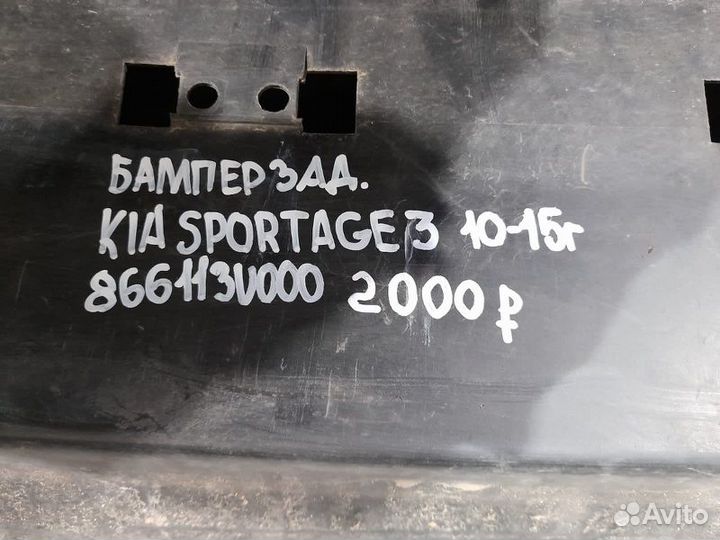 БАМПЕР ЗАД.
KIA SPORTAGE 3 10-15г
866113U000 2000 ₽
Avito